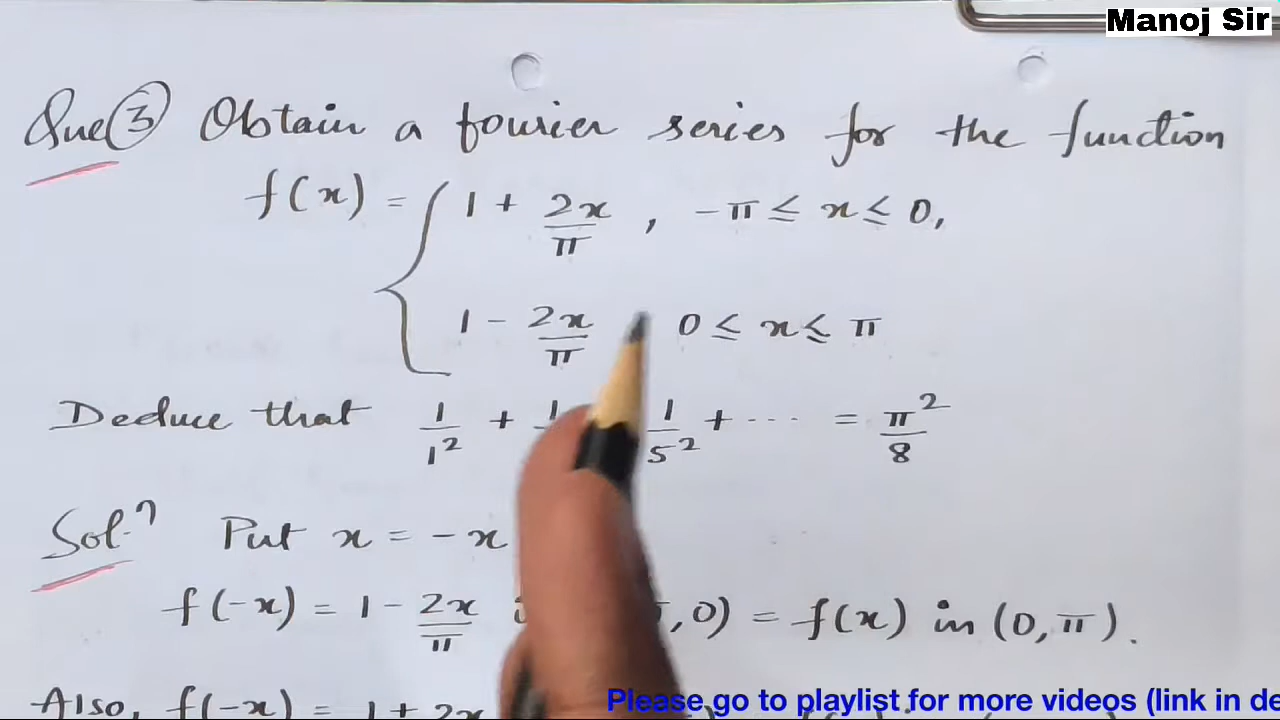 Manoj Sir
Que ③ Obtain a fourier series for the function
f(x) = { 1 + 2x/π , -π ≤ x ≤ 0,
1 - 2x/π 0 ≤ x ≤ π
Deduce that 1/1² + 1/5² + ··· = π²/8
Solⁿ Put x = -x
f(-x) = 1 - 2x/π , 0) = f(x) in (0, π).
Also, f(-x) = 1 + 2x
Please go to playlist for more videos (link in de